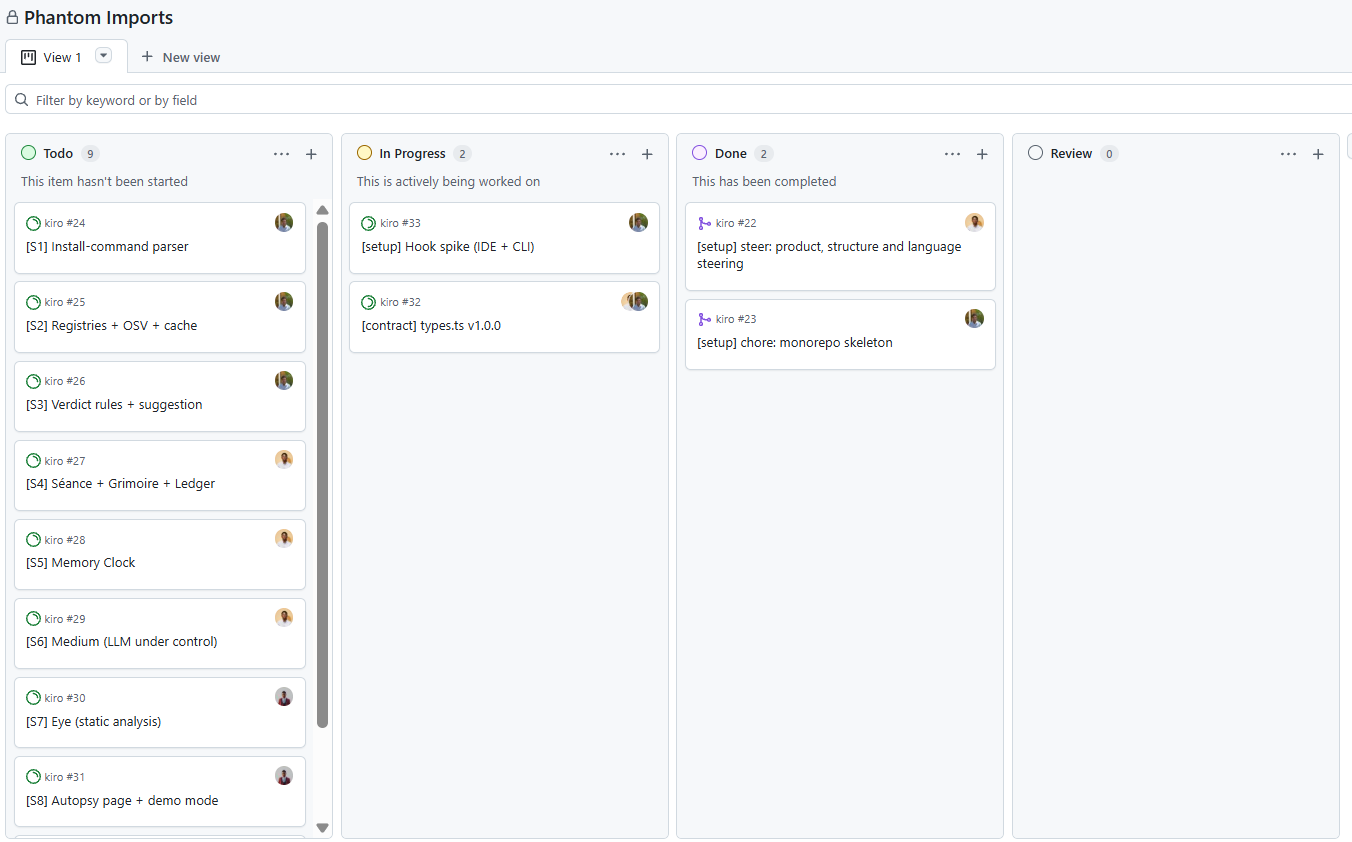 Phantom Imports
View 1
New view
Filter by keyword or by field
Todo 9
This item hasn't been started
kiro #24
[S1] Install-command parser
kiro #25
[S2] Registries + OSV + cache
kiro #26
[S3] Verdict rules + suggestion
kiro #27
[S4] Séance + Grimoire + Ledger
kiro #28
[S5] Memory Clock
kiro #29
[S6] Medium (LLM under control)
kiro #30
[S7] Eye (static analysis)
kiro #31
[S8] Autopsy page + demo mode
In Progress 2
This is actively being worked on
kiro #33
[setup] Hook spike (IDE + CLI)
kiro #32
[contract] types.ts v1.0.0
Done 2
This has been completed
kiro #22
[setup] steer: product, structure and language
steering
kiro #23
[setup] chore: monorepo skeleton
Review 0